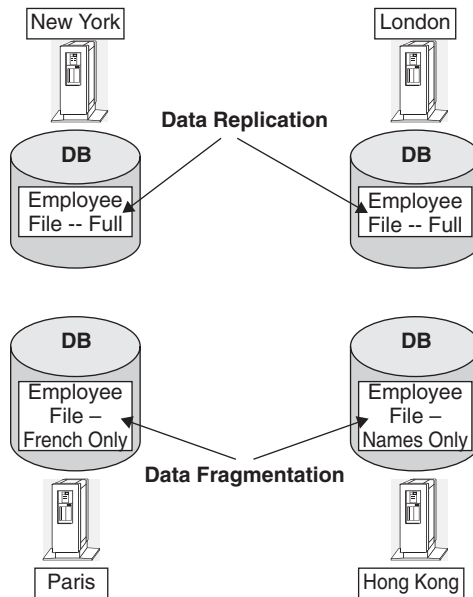 New York
London
Data Replication
DB
DB
Employee
File -- Full
Employee
File -- Full
DB
DB
Employee
File –
French Only
Employee
File –
Names Only
Data Fragmentation
Paris
Hong Kong